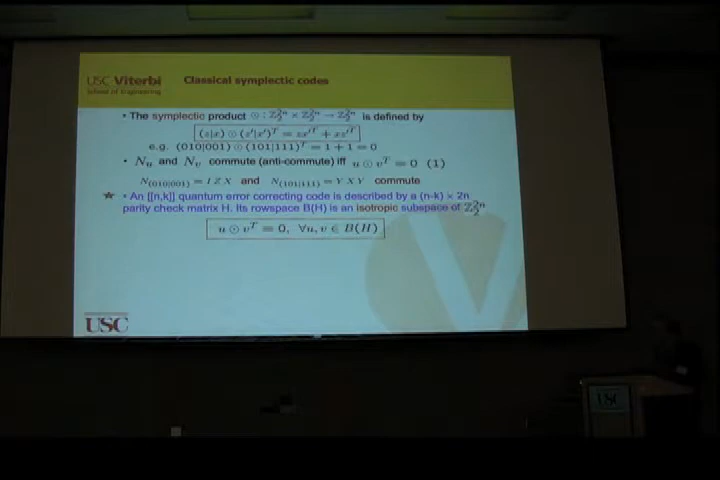 USC Viterbi
School of Engineering
Classical symplectic codes
• The symplectic product ⊙ : ℤ₂²ⁿ × ℤ₂²ⁿ → ℤ₂²ⁿ is defined by
(z|x) ⊙ (z′|x′)ᵀ = zx′ᵀ + xz′ᵀ
e.g. (010|001) ⊙ (101|111)ᵀ = 1 + 1 = 0
• N_u and N_v commute (anti-commute) iff u ⊙ vᵀ = 0 (1)
N_(010|001) = I Z X and N_(101|111) = Y X Y commute
• An [[n,k]] quantum error correcting code is described by a (n-k) × 2n
parity check matrix H. Its rowspace B(H) is an isotropic subspace of ℤ₂²ⁿ
u ⊙ vᵀ = 0, ∀u, v ∈ B(H)
USC
USC